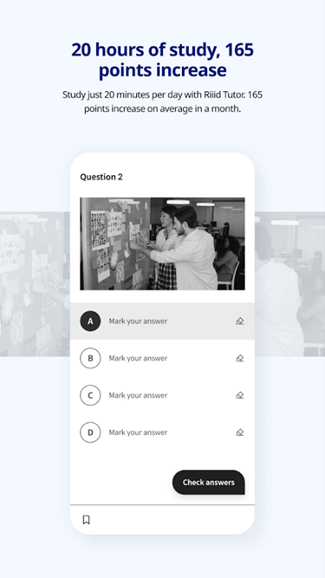 20 hours of study, 165
points increase
Study just 20 minutes per day with Riiid Tutor. 165
points increase on average in a month.
Question 2
A Mark your answer
B Mark your answer
C Mark your answer
D Mark your answer
Check answers